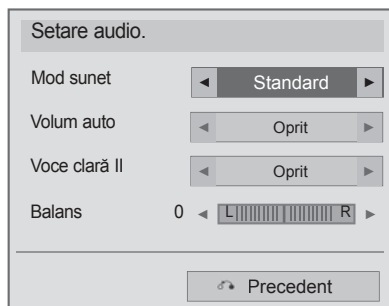 Setare audio.
Mod sunet ◄ Standard ►
Volum auto ◄ Oprit ►
Voce clară II ◄ Oprit ►
Balans 0 ◄ L R ►
Precedent